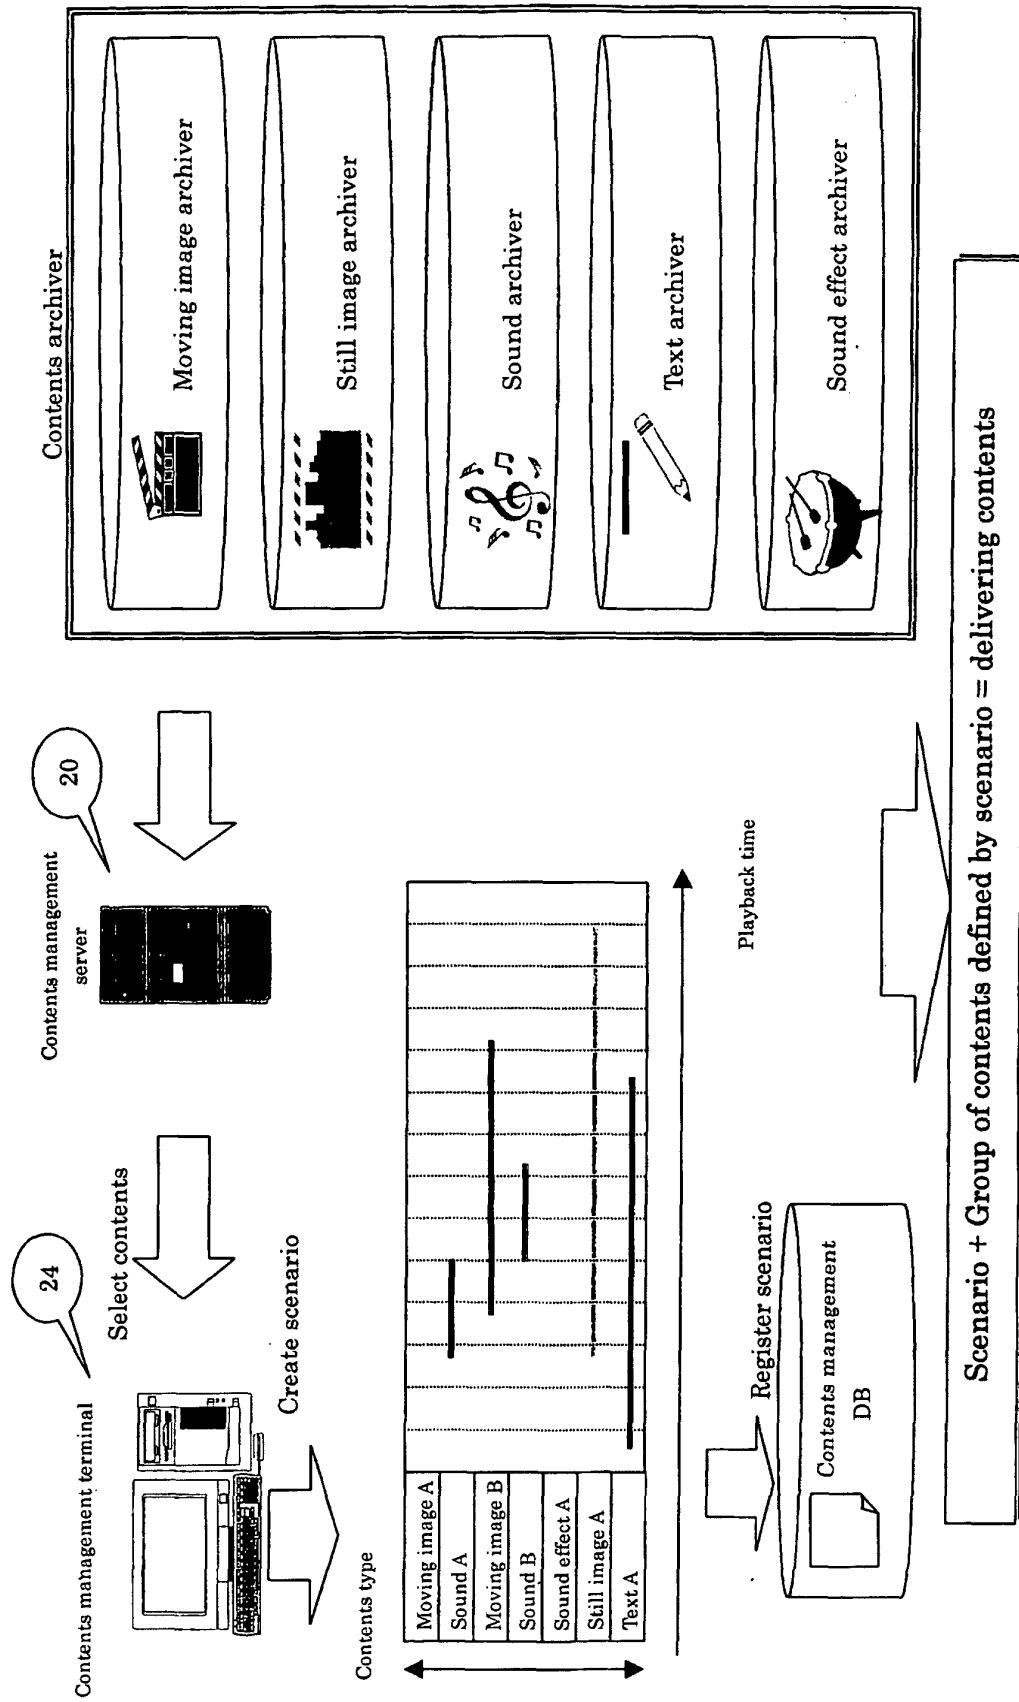 Contents management terminal
24
Select contents
Contents management
server
20
Contents archiver
Moving image archiver
Still image archiver
Sound archiver
Text archiver
Sound effect archiver
Create scenario
Contents type
Moving image A
Sound A
Moving image B
Sound B
Sound effect A
Still image A
Text A
Playback time
Register scenario
Contents management
DB
Scenario + Group of contents defined by scenario = delivering contents